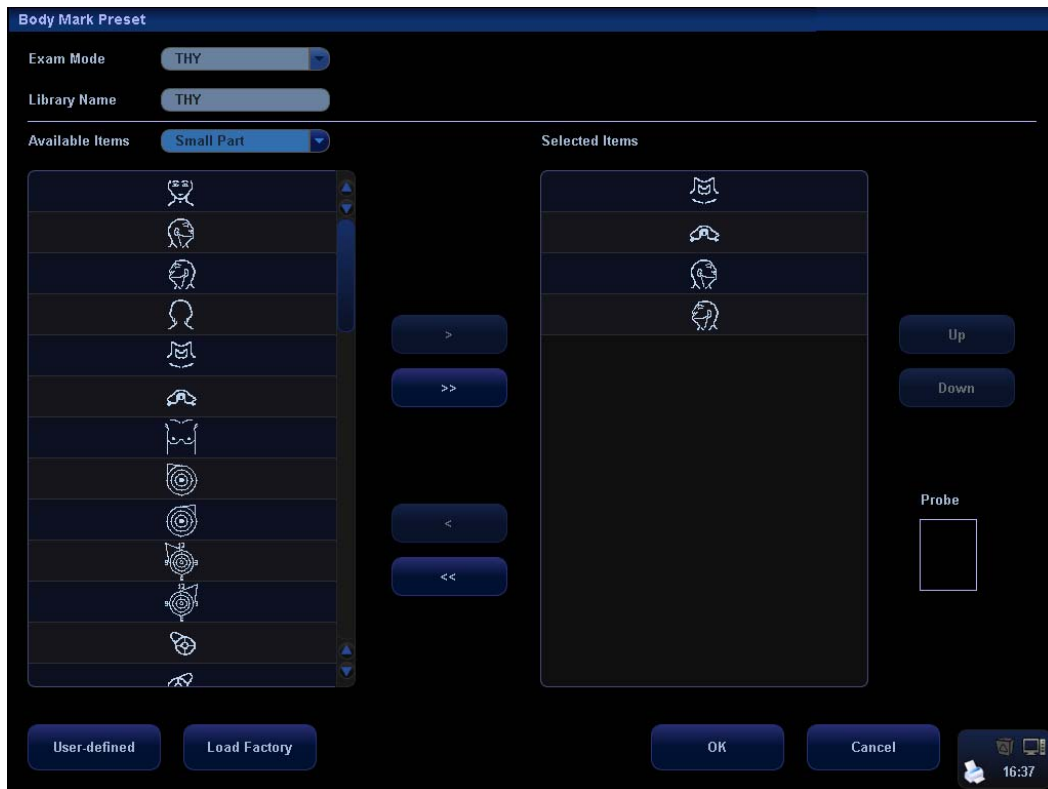 Body Mark Preset
Exam Mode THY
Library Name THY
Available Items Small Part Selected Items
>
>>
<
<<
Up
Down
Probe
User-defined Load Factory OK Cancel
16:37